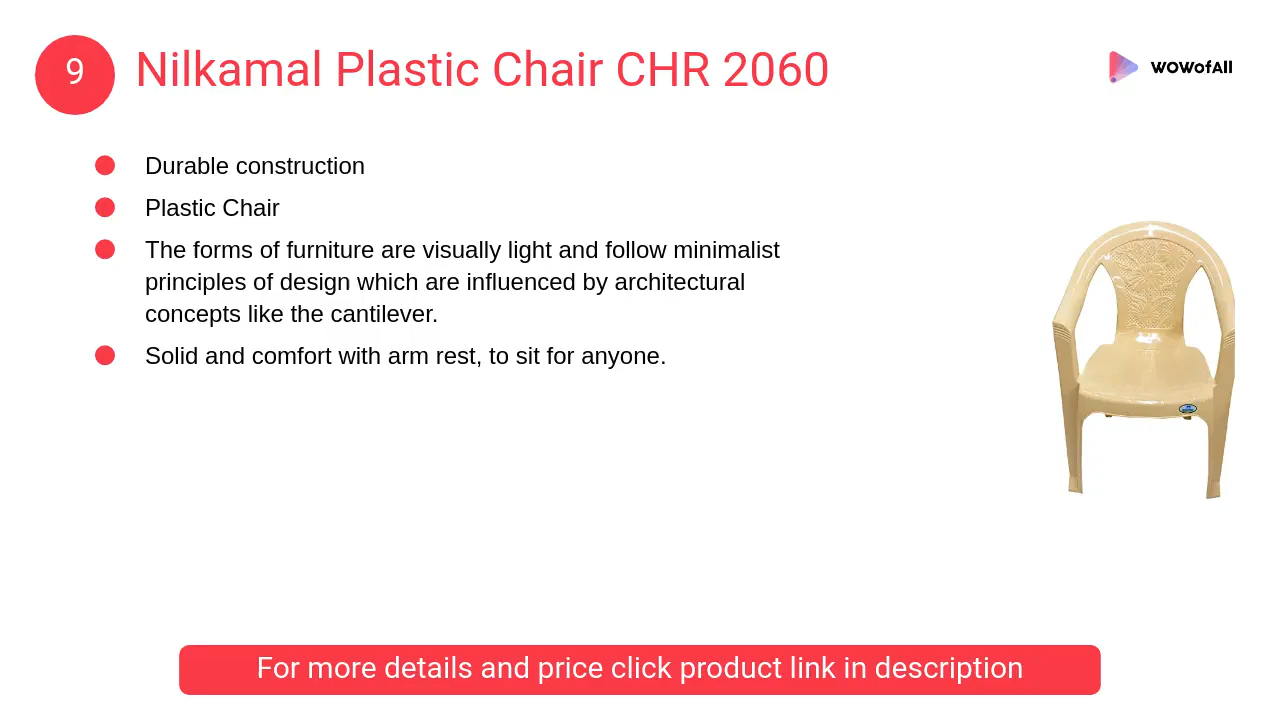 9
Nilkamal Plastic Chair CHR 2060
WOWofAll
Durable construction
Plastic Chair
The forms of furniture are visually light and follow minimalist
principles of design which are influenced by architectural
concepts like the cantilever.
Solid and comfort with arm rest, to sit for anyone.
For more details and price click product link in description